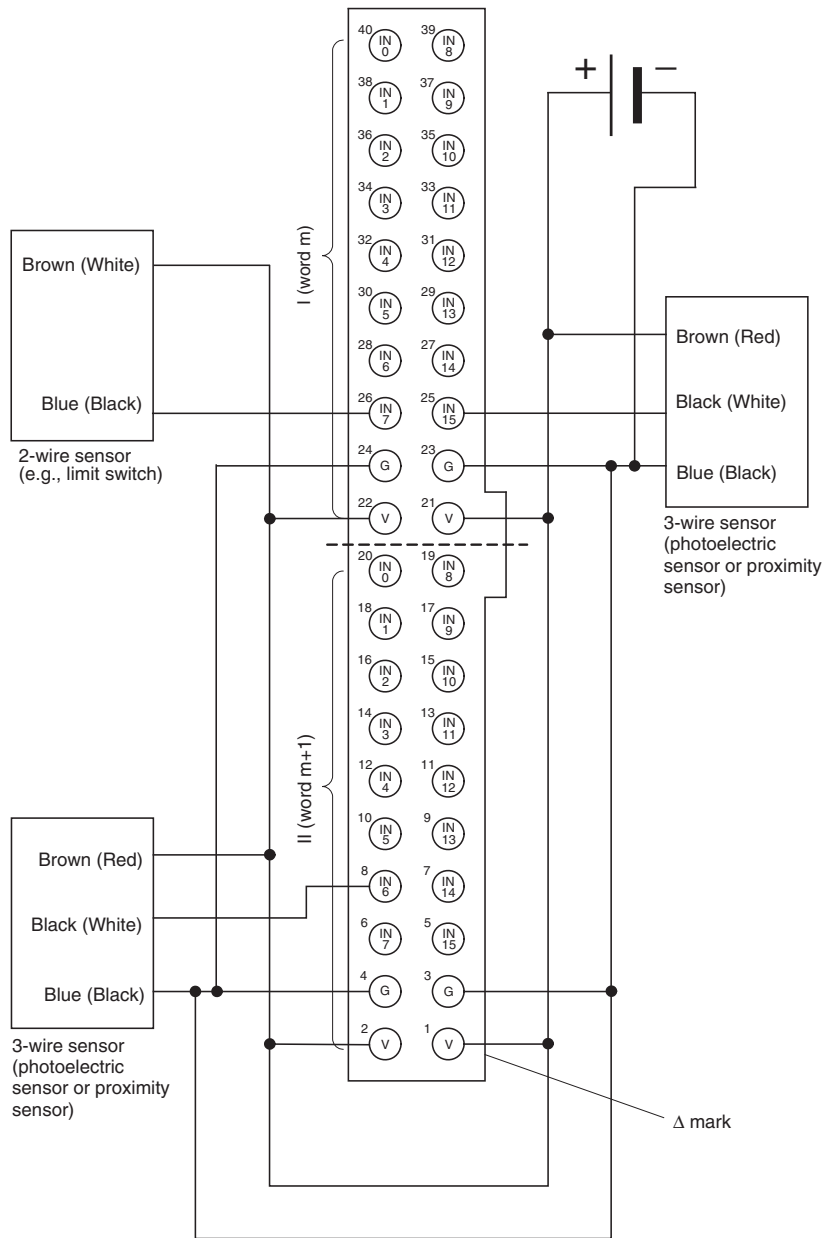 40 IN 0 39 IN 8
38 IN 1 37 IN 9
36 IN 2 35 IN 10
34 IN 3 33 IN 11
32 IN 4 31 IN 12
30 IN 5 29 IN 13
28 IN 6 27 IN 14
26 IN 7 25 IN 15
24 G 23 G
22 V 21 V
20 IN 0 19 IN 8
18 IN 1 17 IN 9
16 IN 2 15 IN 10
14 IN 3 13 IN 11
12 IN 4 11 IN 12
10 IN 5 9 IN 13
8 IN 6 7 IN 14
6 IN 7 5 IN 15
4 G 3 G
2 V 1 V
I (word m)
II (word m+1)
+ −
Brown (White)
Blue (Black)
2-wire sensor
(e.g., limit switch)
Brown (Red)
Black (White)
Blue (Black)
3-wire sensor
(photoelectric
sensor or proximity
sensor)
Brown (Red)
Black (White)
Blue (Black)
3-wire sensor
(photoelectric
sensor or proximity
sensor)
Δ mark